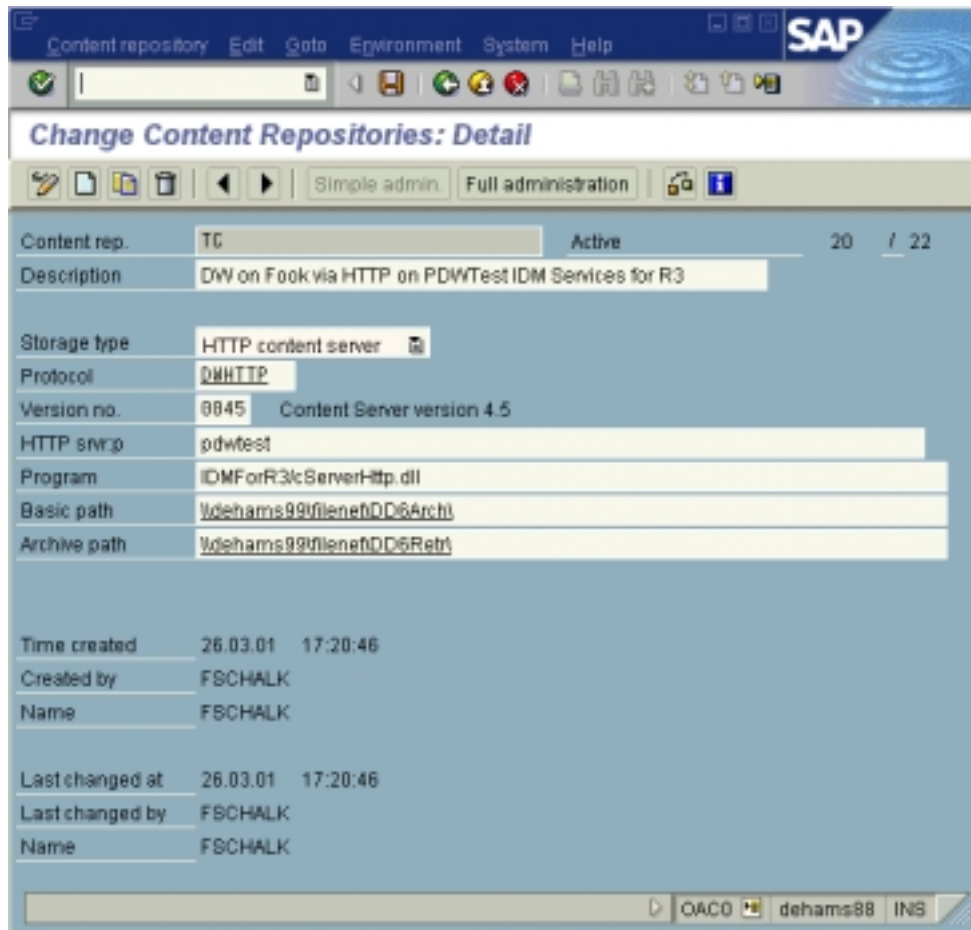 Content repository Edit Goto Environment System Help
SAP
Change Content Repositories: Detail
Simple admin. Full administration
Content rep. TG Active 20 / 22
Description DW on Fook via HTTP on PDWTest IDM Services for R3
Storage type HTTP content server
Protocol DWHTTP
Version no. 0045 Content Server version 4.5
HTTP srvr:p pdwtest
Program IDMForR3/cServerHttp.dll
Basic path \\dehams99\filenet\DD6Arch\
Archive path \\dehams99\filenet\DD6Retr\
Time created 26.03.01 17:20:46
Created by FSCHALK
Name FSCHALK
Last changed at 26.03.01 17:20:46
Last changed by FSCHALK
Name FSCHALK
OAC0 dehams88 INS